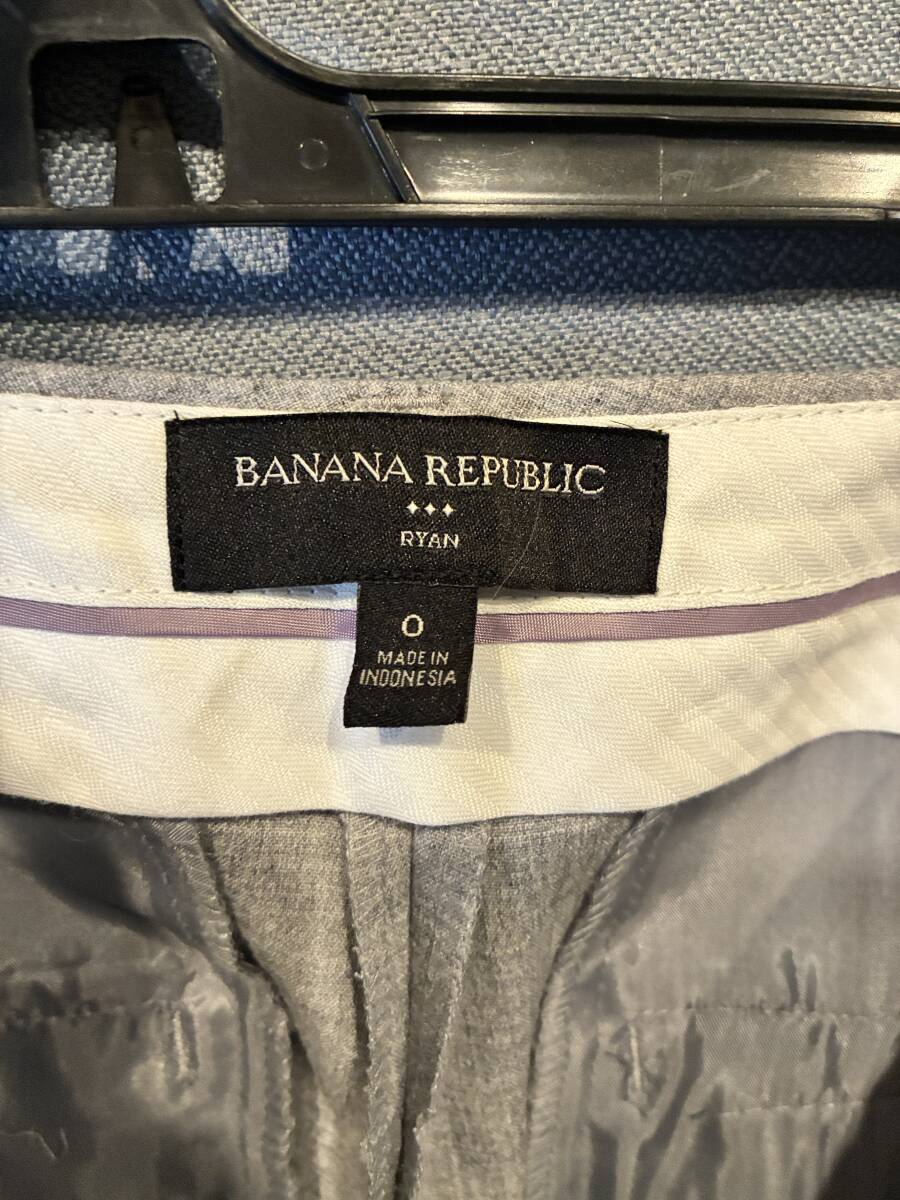 BANANA REPUBLIC
RYAN
0
MADE IN
INDONESIA